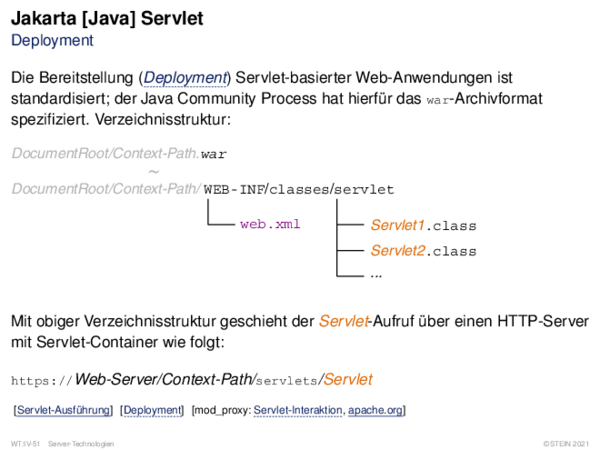 Jakarta [Java] Servlet
Deployment
Die Bereitstellung (Deployment) Servlet-basierter Web-Anwendungen ist
standardisiert; der Java Community Process hat hierfür das war-Archivformat
spezifiziert. Verzeichnisstruktur:
DocumentRoot/Context-Path.war
~
DocumentRoot/Context-Path/WEB-INF/classes/servlet
web.xml
Servlet1.class
Servlet2.class
...
Mit obiger Verzeichnisstruktur geschieht der Servlet-Aufruf über einen HTTP-Server
mit Servlet-Container wie folgt:
https://Web-Server/Context-Path/servlets/Servlet
[Servlet-Ausführung] [Deployment] [mod_proxy: Servlet-Interaktion, apache.org]
WT:IV-51 Server-Technologien ©STEIN 2021